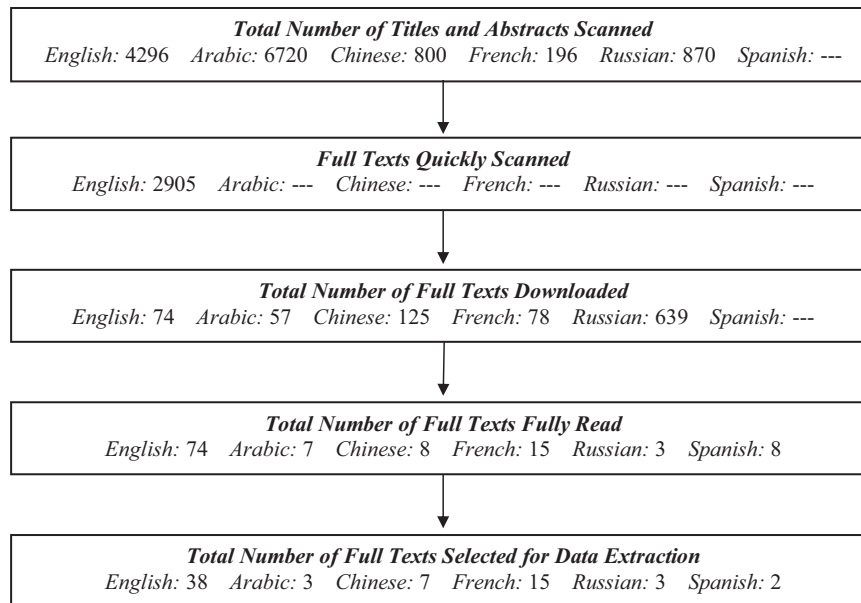 Total Number of Titles and Abstracts Scanned
English: 4296 Arabic: 6720 Chinese: 800 French: 196 Russian: 870 Spanish: ---
Full Texts Quickly Scanned
English: 2905 Arabic: --- Chinese: --- French: --- Russian: --- Spanish: ---
Total Number of Full Texts Downloaded
English: 74 Arabic: 57 Chinese: 125 French: 78 Russian: 639 Spanish: ---
Total Number of Full Texts Fully Read
English: 74 Arabic: 7 Chinese: 8 French: 15 Russian: 3 Spanish: 8
Total Number of Full Texts Selected for Data Extraction
English: 38 Arabic: 3 Chinese: 7 French: 15 Russian: 3 Spanish: 2